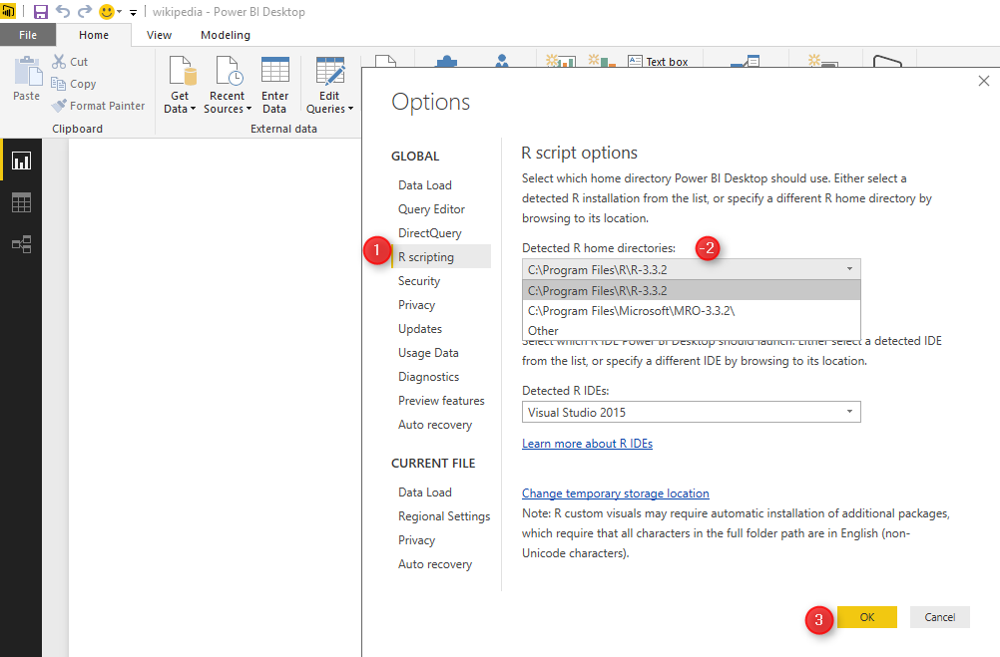 wikipedia - Power BI Desktop
File
Home
View
Modeling
Paste
Cut
Copy
Format Painter
Clipboard
Get
Data
Recent
Sources
Enter
Data
Edit
Queries
External data
Text box
Options
GLOBAL
Data Load
Query Editor
DirectQuery
1
R scripting
Security
Privacy
Updates
Usage Data
Diagnostics
Preview features
Auto recovery
CURRENT FILE
Data Load
Regional Settings
Privacy
Auto recovery
R script options
Select which home directory Power BI Desktop should use. Either select a
detected R installation from the list, or specify a different R home directory by
browsing to its location.
Detected R home directories:
-2
C:\Program Files\R\R-3.3.2
C:\Program Files\R\R-3.3.2
C:\Program Files\Microsoft\MRO-3.3.2\
Other
Select which R IDE Power BI Desktop should launch. Either select a detected IDE
from the list, or specify a different IDE by browsing to its location.
Detected R IDEs:
Visual Studio 2015
Learn more about R IDEs
Change temporary storage location
Note: R custom visuals may require automatic installation of additional packages,
which require that all characters in the full folder path are in English (non-
Unicode characters).
3
OK
Cancel